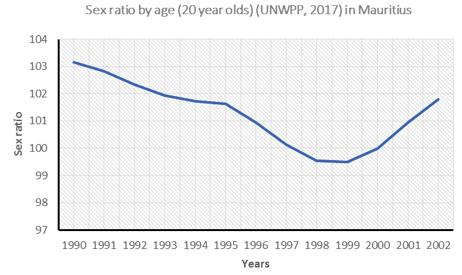 Sex ratio by age (20 year olds) (UNWPP, 2017) in Mauritius
104
103
102
101
100
99
98
97
Sex ratio
1990 1991 1992 1993 1994 1995 1996 1997 1998 1999 2000 2001 2002
Years